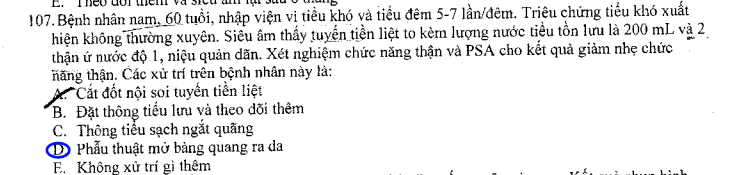 E. Theo dõi thêm và siêu âm lại sau 6 tháng
107. Bệnh nhân nam, 60 tuổi, nhập viện vì tiểu khó và tiểu đêm 5-7 lần/đêm. Triệu chứng tiểu khó xuất
hiện không thường xuyên. Siêu âm thấy tuyến tiền liệt to kèm lượng nước tiểu tồn lưu là 200 mL và 2
thận ứ nước độ 1, niệu quản dãn. Xét nghiệm chức năng thận và PSA cho kết quả giảm nhẹ chức
năng thận. Các xử trí trên bệnh nhân này là:
A. Cắt đốt nội soi tuyến tiền liệt
B. Đặt thông tiểu lưu và theo dõi thêm
C. Thông tiểu sạch ngắt quãng
D. Phẫu thuật mở bàng quang ra da
E. Không xử trí gì thêm